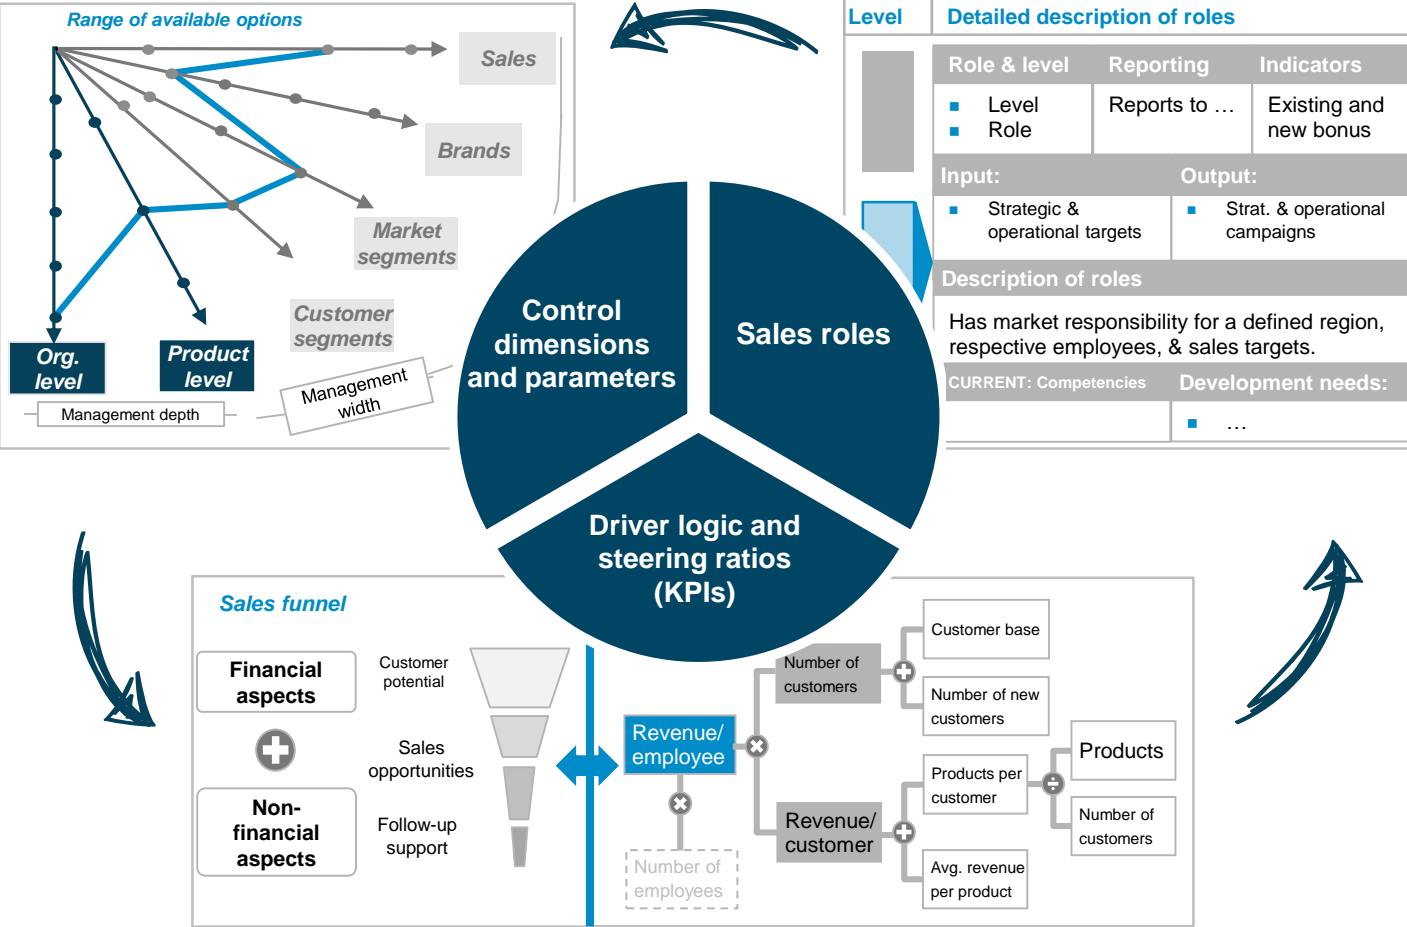 Range of available options
Sales
Brands
Market
segments
Customer
segments
Org.
level
Product
level
Management depth
Management
width
Level
Detailed description of roles
Role & level
Reporting
Indicators
Level
Role
Reports to …
Existing and
new bonus
Input:
Output:
Strategic &
operational targets
Strat. & operational
campaigns
Description of roles
Has market responsibility for a defined region,
respective employees, & sales targets.
CURRENT: Competencies
Development needs:
…
Control
dimensions
and parameters
Sales roles
Driver logic and
steering ratios
(KPIs)
Sales funnel
Financial
aspects
Non-
financial
aspects
Customer
potential
Sales
opportunities
Follow-up
support
Revenue/
employee
Number of
employees
Number of
customers
Revenue/
customer
Customer base
Number of new
customers
Products per
customer
Avg. revenue
per product
Products
Number of
customers